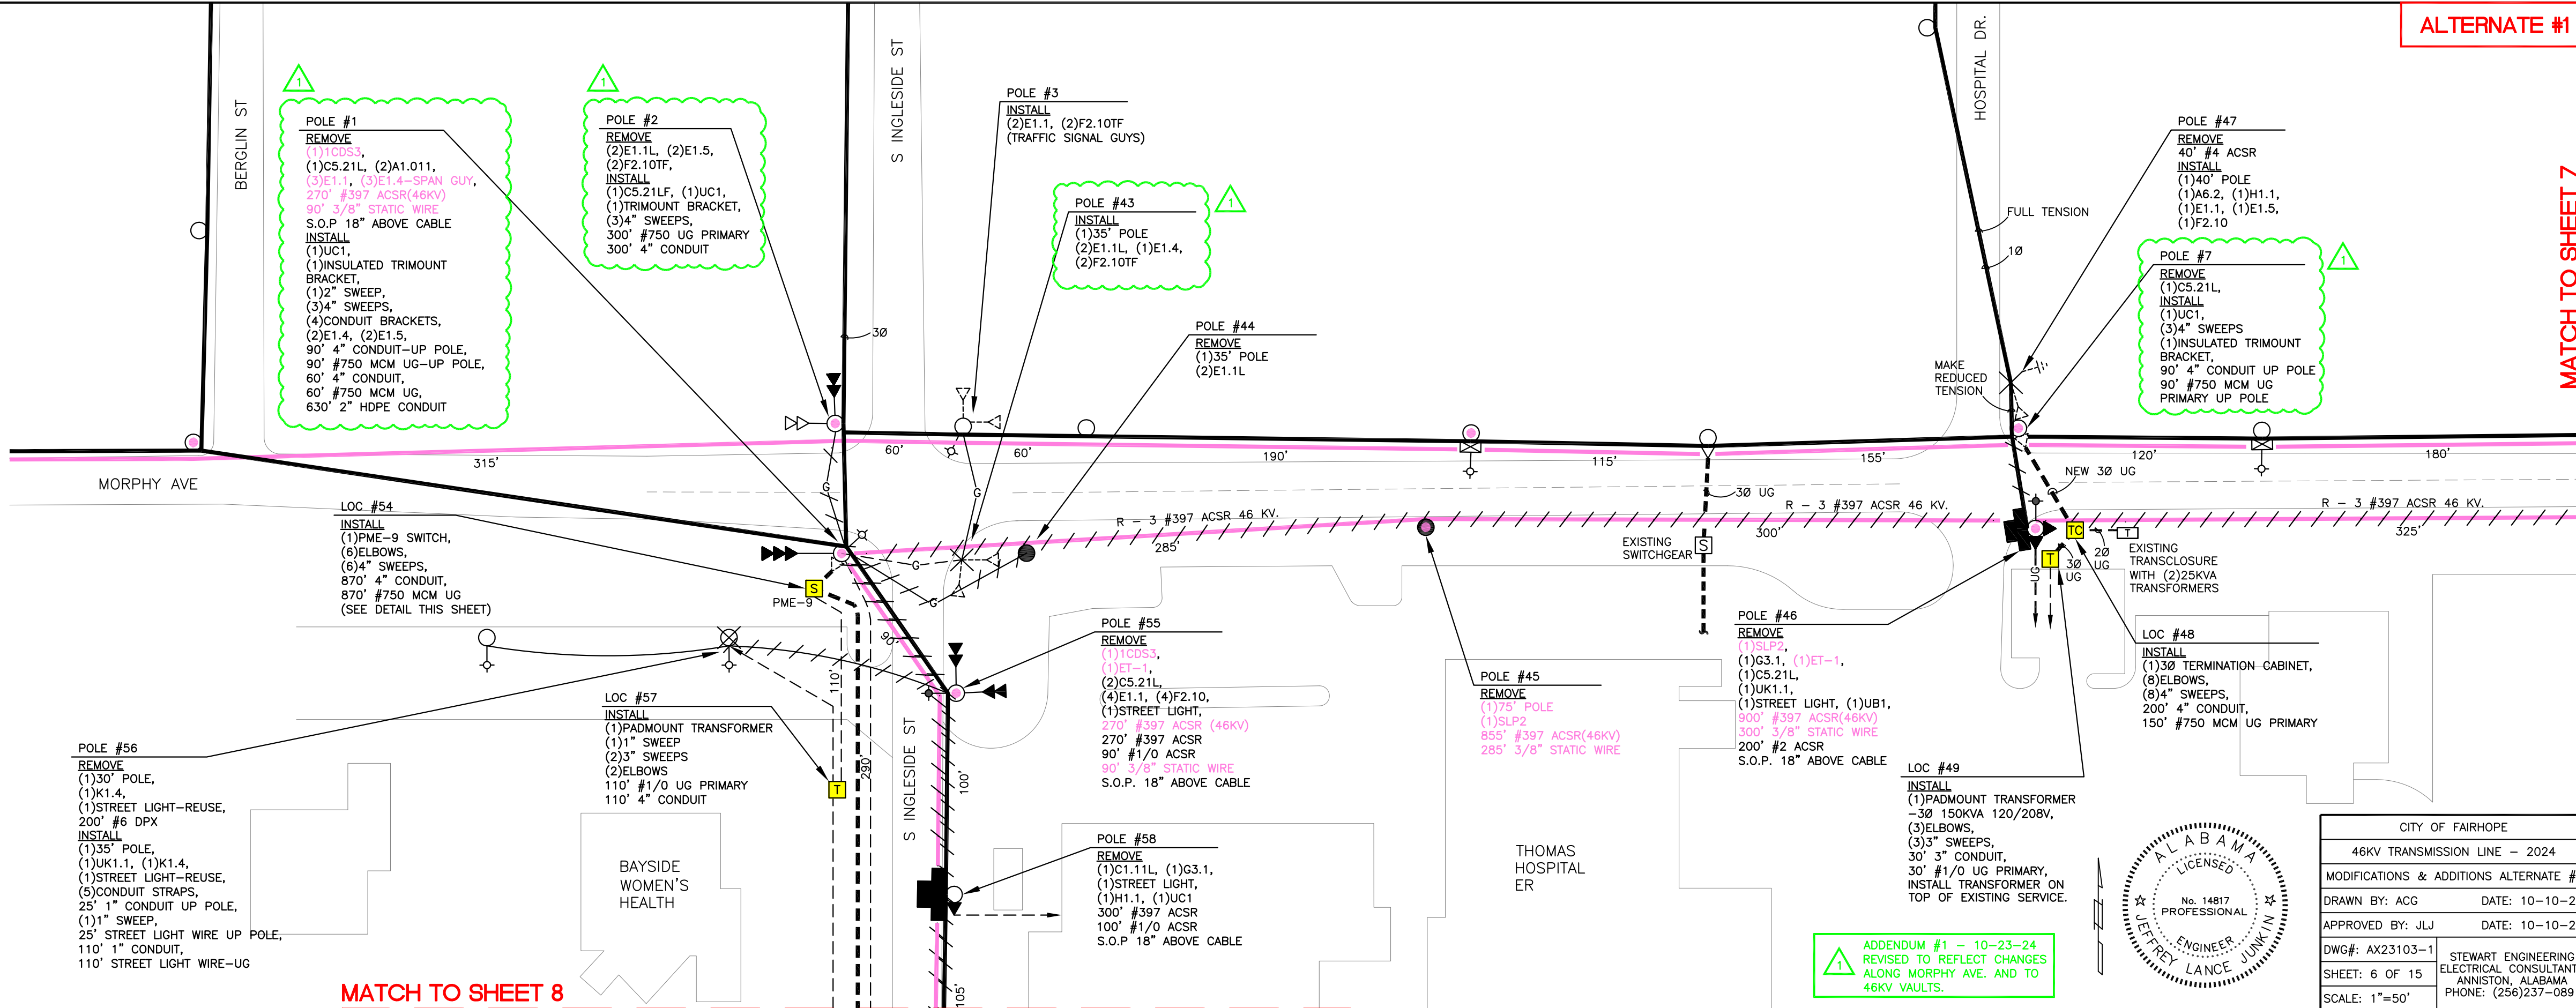 ALTERNATE #1
BERGLIN ST
S INGLESIDE ST
HOSPITAL DR.
MATCH TO SHEET 7
1
POLE #1
REMOVE
(1)1CDS3,
(1)C5.21L, (2)A1.011,
(3)E1.1, (3)E1.4-SPAN GUY,
270' #397 ACSR(46KV)
90' 3/8" STATIC WIRE
S.O.P 18" ABOVE CABLE
INSTALL
(1)UC1,
(1)INSULATED TRIMOUNT
BRACKET,
(1)2" SWEEP,
(3)4" SWEEPS,
(4)CONDUIT BRACKETS,
(2)E1.4, (2)E1.5,
90' 4" CONDUIT-UP POLE,
90' #750 MCM UG-UP POLE,
60' 4" CONDUIT,
60' #750 MCM UG,
630' 2" HDPE CONDUIT
1
POLE #2
REMOVE
(2)E1.1L, (2)E1.5,
(2)F2.10TF,
INSTALL
(1)C5.21LF, (1)UC1,
(1)TRIMOUNT BRACKET,
(3)4" SWEEPS,
300' #750 UG PRIMARY
300' 4" CONDUIT
POLE #3
INSTALL
(2)E1.1, (2)F2.10TF
(TRAFFIC SIGNAL GUYS)
1
POLE #43
INSTALL
(1)35' POLE
(2)E1.1L, (1)E1.4,
(2)F2.10TF
POLE #44
REMOVE
(1)35' POLE
(2)E1.1L
POLE #47
REMOVE
40' #4 ACSR
INSTALL
(1)40' POLE
(1)A6.2, (1)H1.1,
(1)E1.1, (1)E1.5,
(1)F2.10
FULL TENSION
1Ø
1
POLE #7
REMOVE
(1)C5.21L,
INSTALL
(1)UC1,
(3)4" SWEEPS
(1)INSULATED TRIMOUNT
BRACKET,
90' 4" CONDUIT UP POLE
90' #750 MCM UG
PRIMARY UP POLE
MAKE
REDUCED
TENSION
3Ø
315'
60'
60'
190'
115'
155'
120'
180'
MORPHY AVE
G
G
G
G
3Ø UG
NEW 3Ø UG
R - 3 #397 ACSR 46 KV.
R - 3 #397 ACSR 46 KV.
R - 3 #397 ACSR 46 KV.
285'
300'
325'
LOC #54
INSTALL
(1)PME-9 SWITCH,
(6)ELBOWS,
(6)4" SWEEPS,
870' 4" CONDUIT,
870' #750 MCM UG
(SEE DETAIL THIS SHEET)
S
PME-9
EXISTING
SWITCHGEAR
S
TC
T
T
2Ø
UG
3Ø
UG
UG
EXISTING
TRANSCLOSURE
WITH (2)25KVA
TRANSFORMERS
90'
110'
290'
100'
105'
S INGLESIDE ST
POLE #55
REMOVE
(1)1CDS3,
(1)ET-1,
(2)C5.21L,
(4)E1.1, (4)F2.10,
(1)STREET LIGHT,
270' #397 ACSR (46KV)
270' #397 ACSR
90' #1/0 ACSR
90' 3/8" STATIC WIRE
S.O.P. 18" ABOVE CABLE
POLE #45
REMOVE
(1)75' POLE
(1)SLP2
855' #397 ACSR(46KV)
285' 3/8" STATIC WIRE
POLE #46
REMOVE
(1)SLP2,
(1)G3.1, (1)ET-1,
(1)C5.21L,
(1)UK1.1,
(1)STREET LIGHT, (1)UB1,
900' #397 ACSR(46KV)
300' 3/8" STATIC WIRE
200' #2 ACSR
S.O.P. 18" ABOVE CABLE
LOC #48
INSTALL
(1)3Ø TERMINATION CABINET,
(8)ELBOWS,
(8)4" SWEEPS,
200' 4" CONDUIT,
150' #750 MCM UG PRIMARY
LOC #57
INSTALL
(1)PADMOUNT TRANSFORMER
(1)1" SWEEP
(2)3" SWEEPS
(2)ELBOWS
110' #1/0 UG PRIMARY
110' 4" CONDUIT
T
POLE #56
REMOVE
(1)30' POLE,
(1)K1.4,
(1)STREET LIGHT-REUSE,
200' #6 DPX
INSTALL
(1)35' POLE,
(1)UK1.1, (1)K1.4,
(1)STREET LIGHT-REUSE,
(5)CONDUIT STRAPS,
25' 1" CONDUIT UP POLE,
(1)1" SWEEP,
25' STREET LIGHT WIRE UP POLE,
110' 1" CONDUIT,
110' STREET LIGHT WIRE-UG
LOC #49
INSTALL
(1)PADMOUNT TRANSFORMER
-3Ø 150KVA 120/208V,
(3)ELBOWS,
(3)3" SWEEPS,
30' 3" CONDUIT,
30' #1/0 UG PRIMARY,
INSTALL TRANSFORMER ON
TOP OF EXISTING SERVICE.
POLE #58
REMOVE
(1)C1.11L, (1)G3.1,
(1)STREET LIGHT,
(1)H1.1, (1)UC1
300' #397 ACSR
100' #1/0 ACSR
S.O.P 18" ABOVE CABLE
BAYSIDE
WOMEN'S
HEALTH
THOMAS
HOSPITAL
ER
MATCH TO SHEET 8
1
ADDENDUM #1 - 10-23-24
REVISED TO REFLECT CHANGES
ALONG MORPHY AVE. AND TO
46KV VAULTS.
N
ALABAMA
LICENSED
No. 14817
PROFESSIONAL
ENGINEER
JEFFREY LANCE JUNKIN
CITY OF FAIRHOPE
46KV TRANSMISSION LINE - 2024
MODIFICATIONS & ADDITIONS ALTERNATE #
DRAWN BY: ACG DATE: 10-10-2
APPROVED BY: JLJ DATE: 10-10-2
DWG#: AX23103-1
SHEET: 6 OF 15
SCALE: 1"=50'
STEWART ENGINEERING
ELECTRICAL CONSULTANT
ANNISTON, ALABAMA
PHONE: (256)237-089